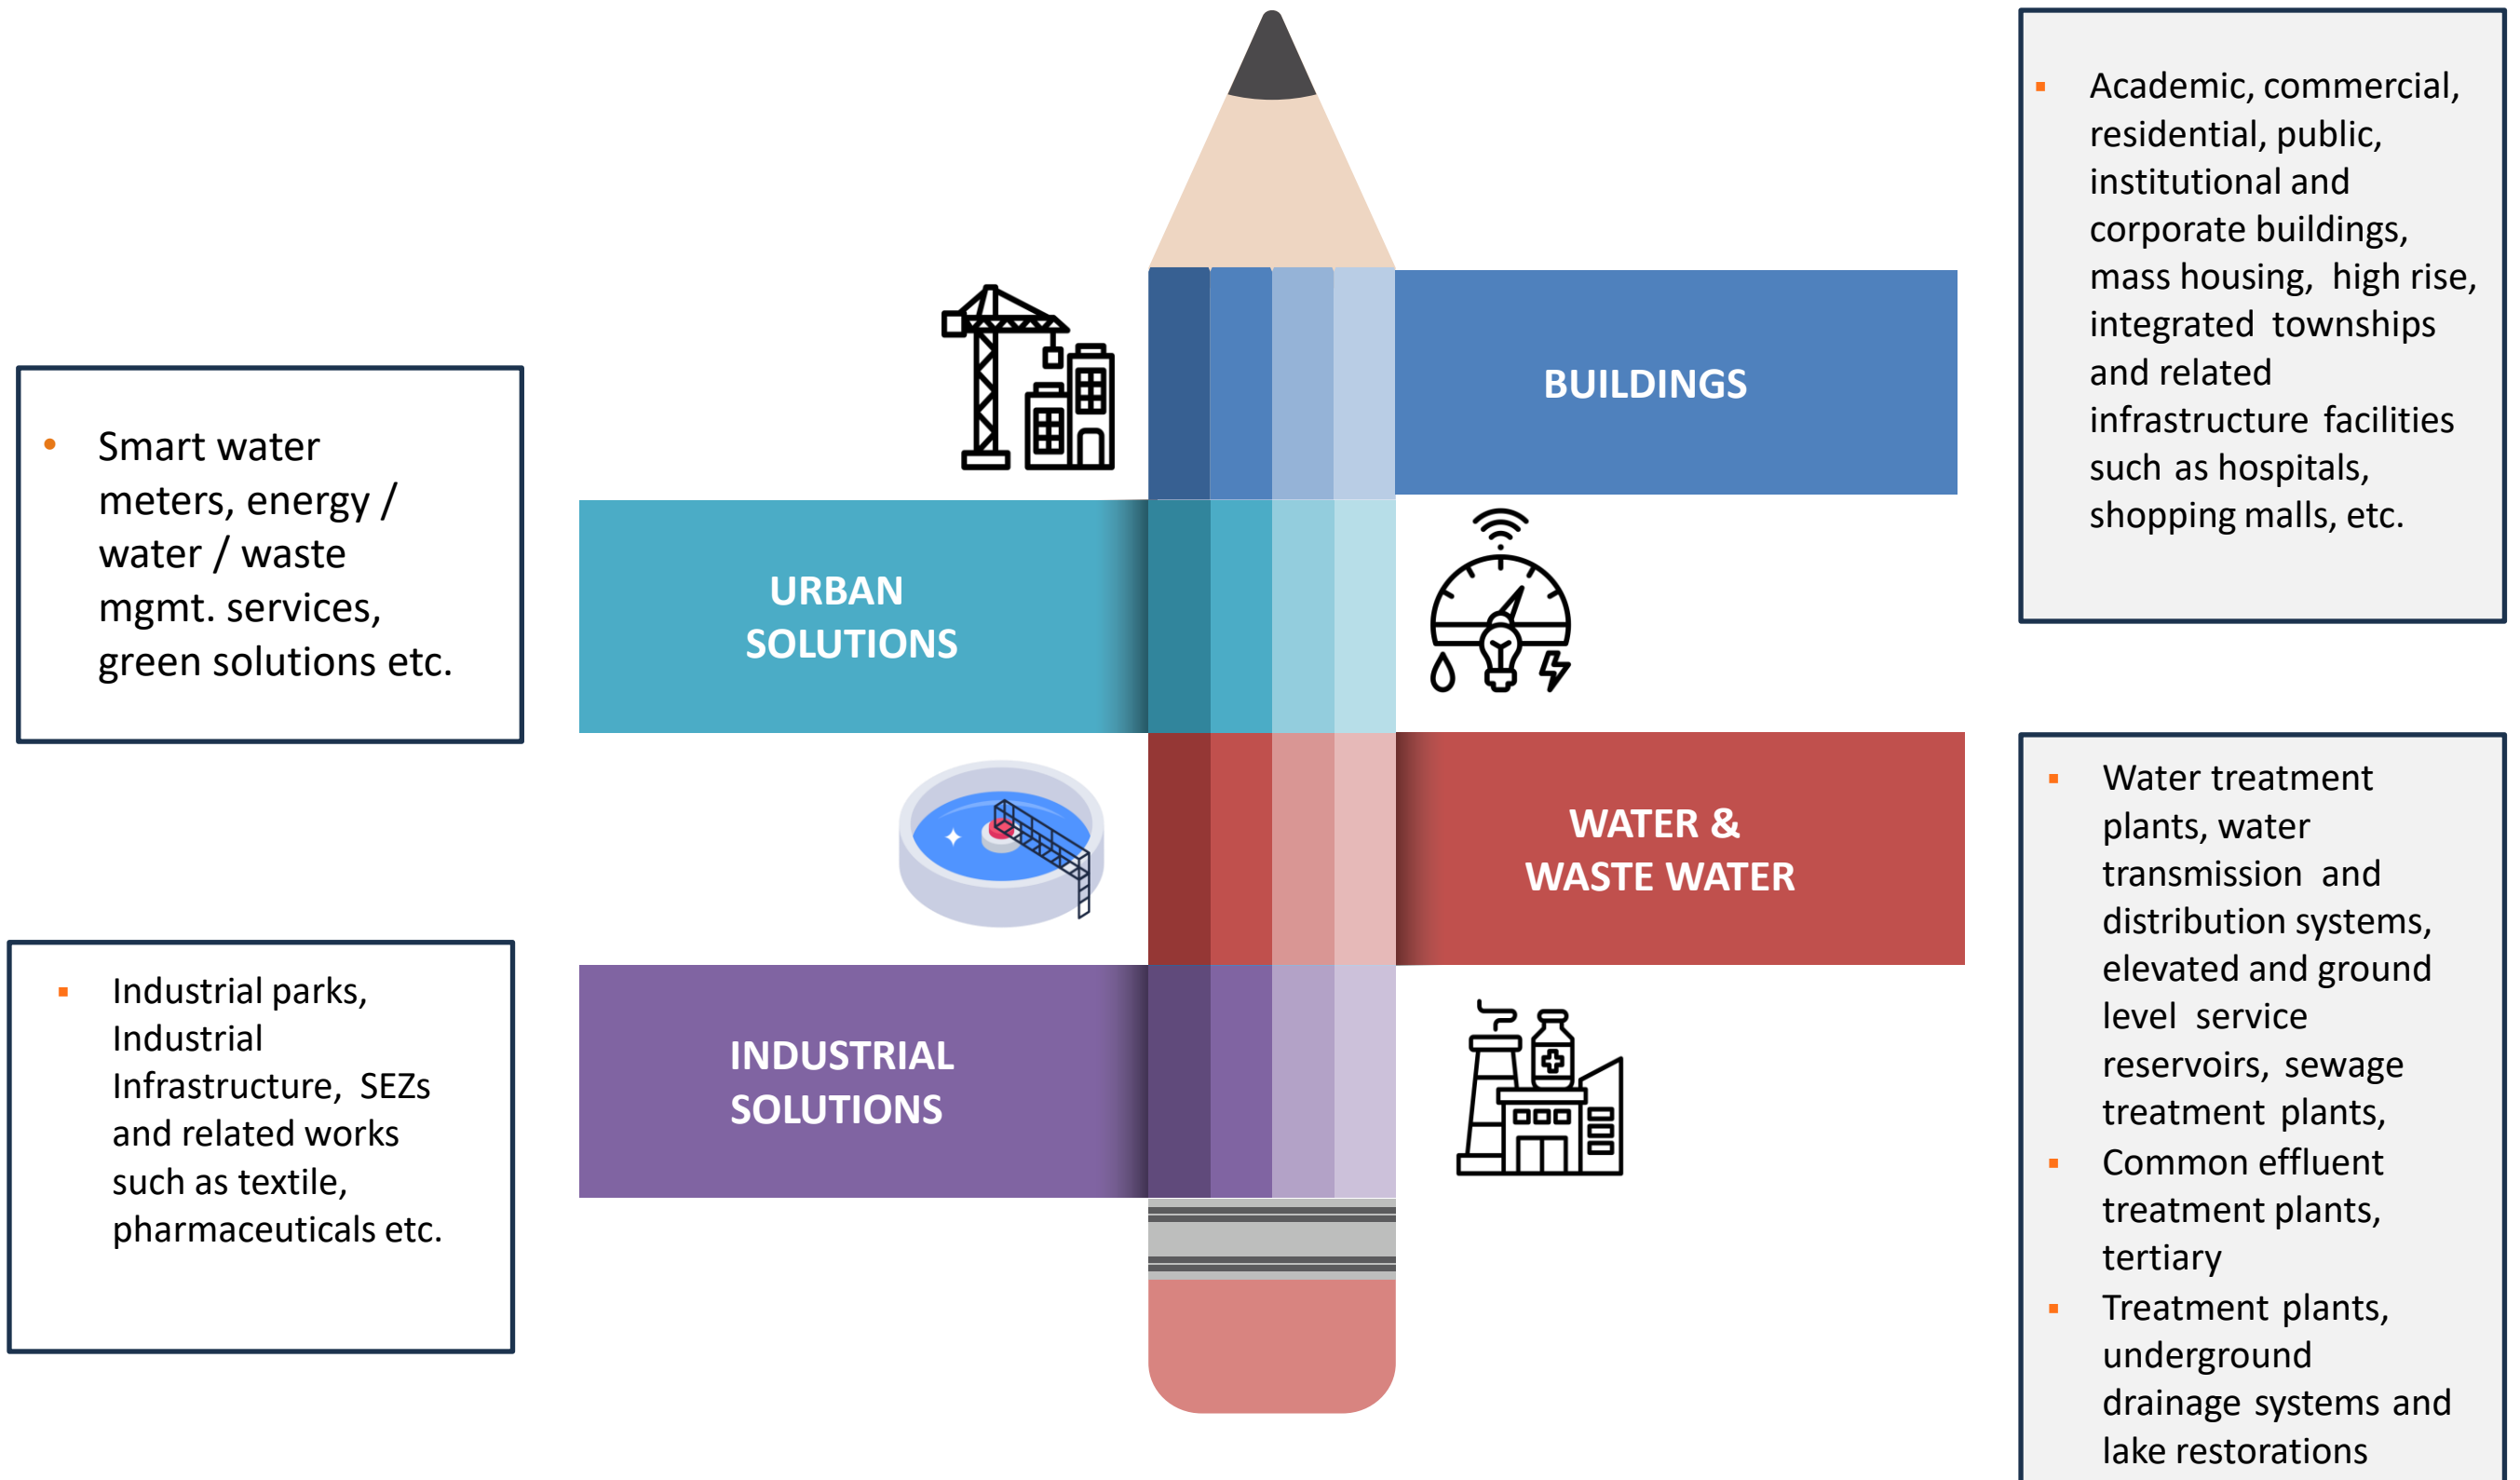 Academic, commercial,
residential, public,
institutional and
corporate buildings,
mass housing, high rise,
integrated townships
and related
infrastructure facilities
such as hospitals,
shopping malls, etc.
BUILDINGS
• Smart water
meters, energy /
water / waste
mgmt. services,
green solutions etc.
URBAN
SOLUTIONS
Water treatment
plants, water
transmission and
distribution systems,
elevated and ground
level service
reservoirs, sewage
treatment plants,
Common effluent
treatment plants,
tertiary
Treatment plants,
underground
drainage systems and
lake restorations
WATER &
WASTE WATER
Industrial parks,
Industrial
Infrastructure, SEZs
and related works
such as textile,
pharmaceuticals etc.
INDUSTRIAL
SOLUTIONS